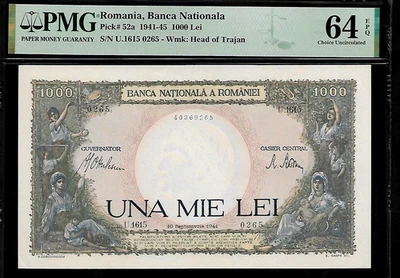 PMG
PAPER MONEY GUARANTY
Romania, Banca Nationala
Pick# 52a 1941-45 1000 Lei
S/N U.1615 0265 - Wmk: Head of Trajan
64 EPQ
Choice Uncirculated
1000 BANCA NAȚIONALĂ A ROMÂNIEI 1000
0265 U.1615
40369265
GUVERNATOR CASIER CENTRAL
UNA MIE LEI
U.1615 10 Septemvrie 1941 0265